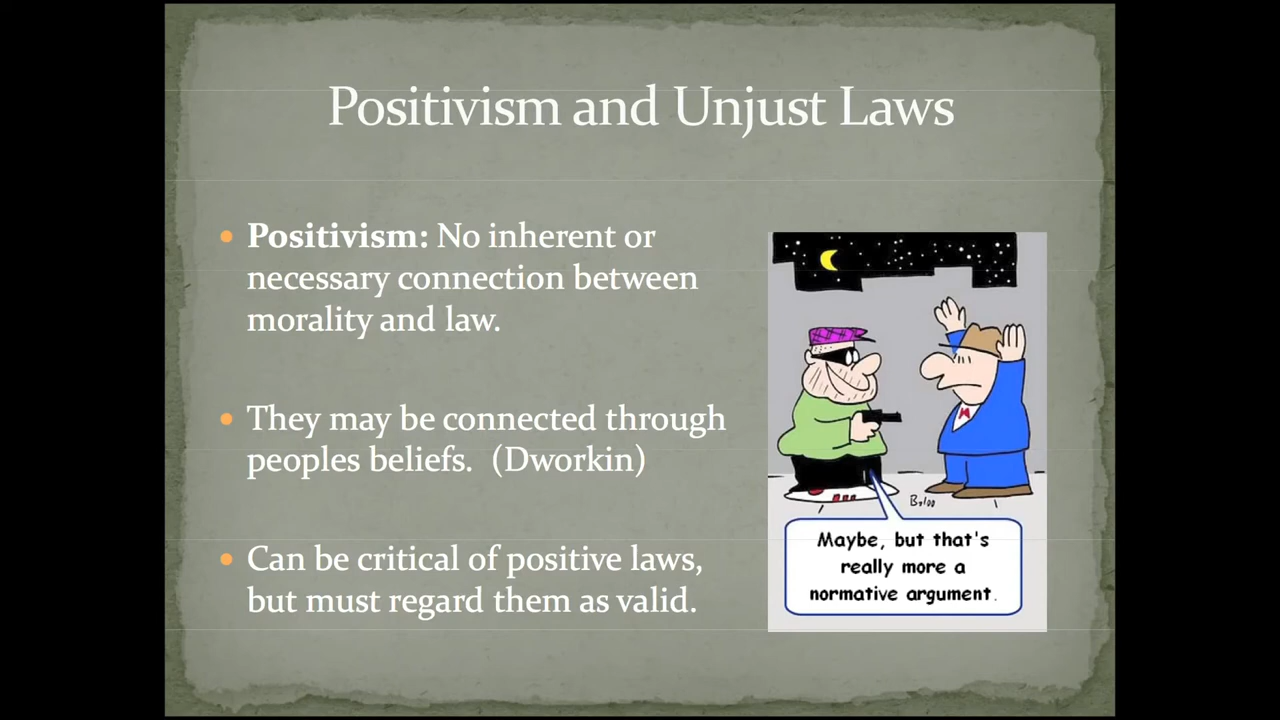 Positivism and Unjust Laws
Positivism: No inherent or
necessary connection between
morality and law.
They may be connected through
peoples beliefs. (Dworkin)
Can be critical of positive laws,
but must regard them as valid.
Baloo
Maybe, but that's
really more a
normative argument.